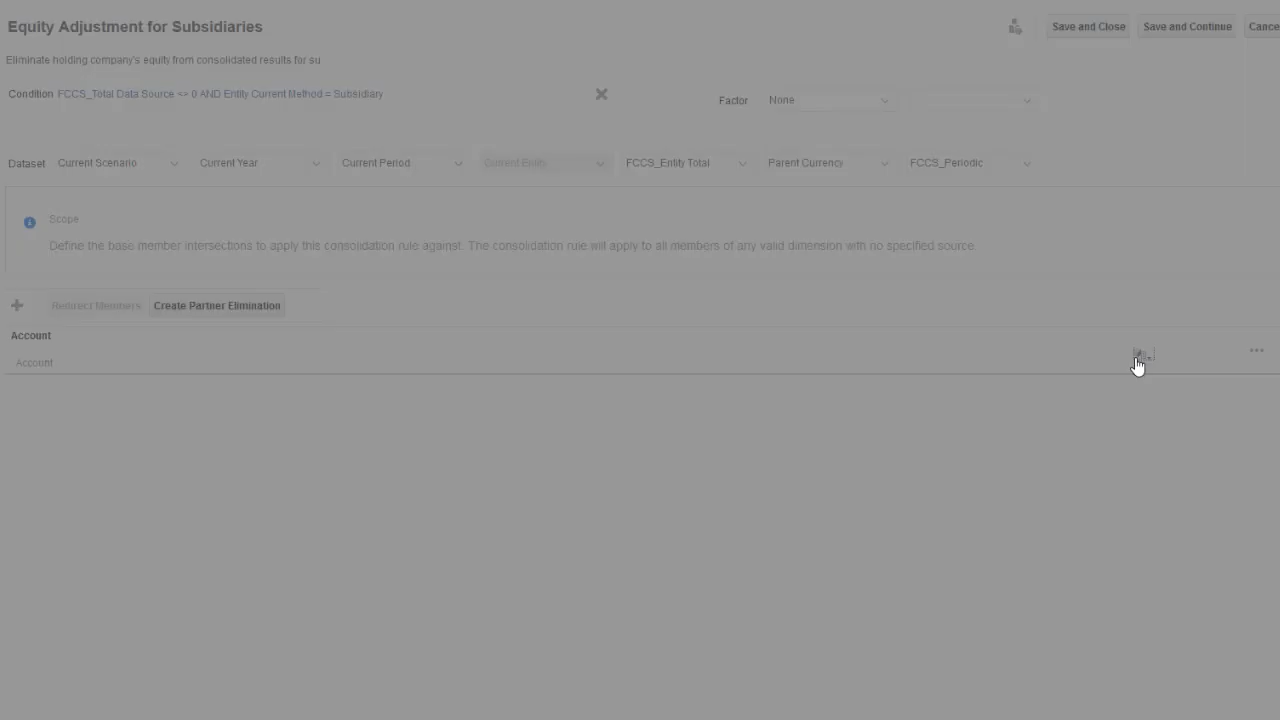 Equity Adjustment for Subsidiaries
Save and Close
Save and Continue
Cance
Eliminate holding company's equity from consolidated results for su
Condition FCCS_Total Data Source <> 0 AND Entity Current Method = Subsidiary
Factor None
Dataset Current Scenario Current Year Current Period Current Entity FCCS_Entity Total Parent Currency FCCS_Periodic
Scope
Define the base member intersections to apply this consolidation rule against. The consolidation rule will apply to all members of any valid dimension with no specified source.
Redirect Members Create Partner Elimination
Account
Account